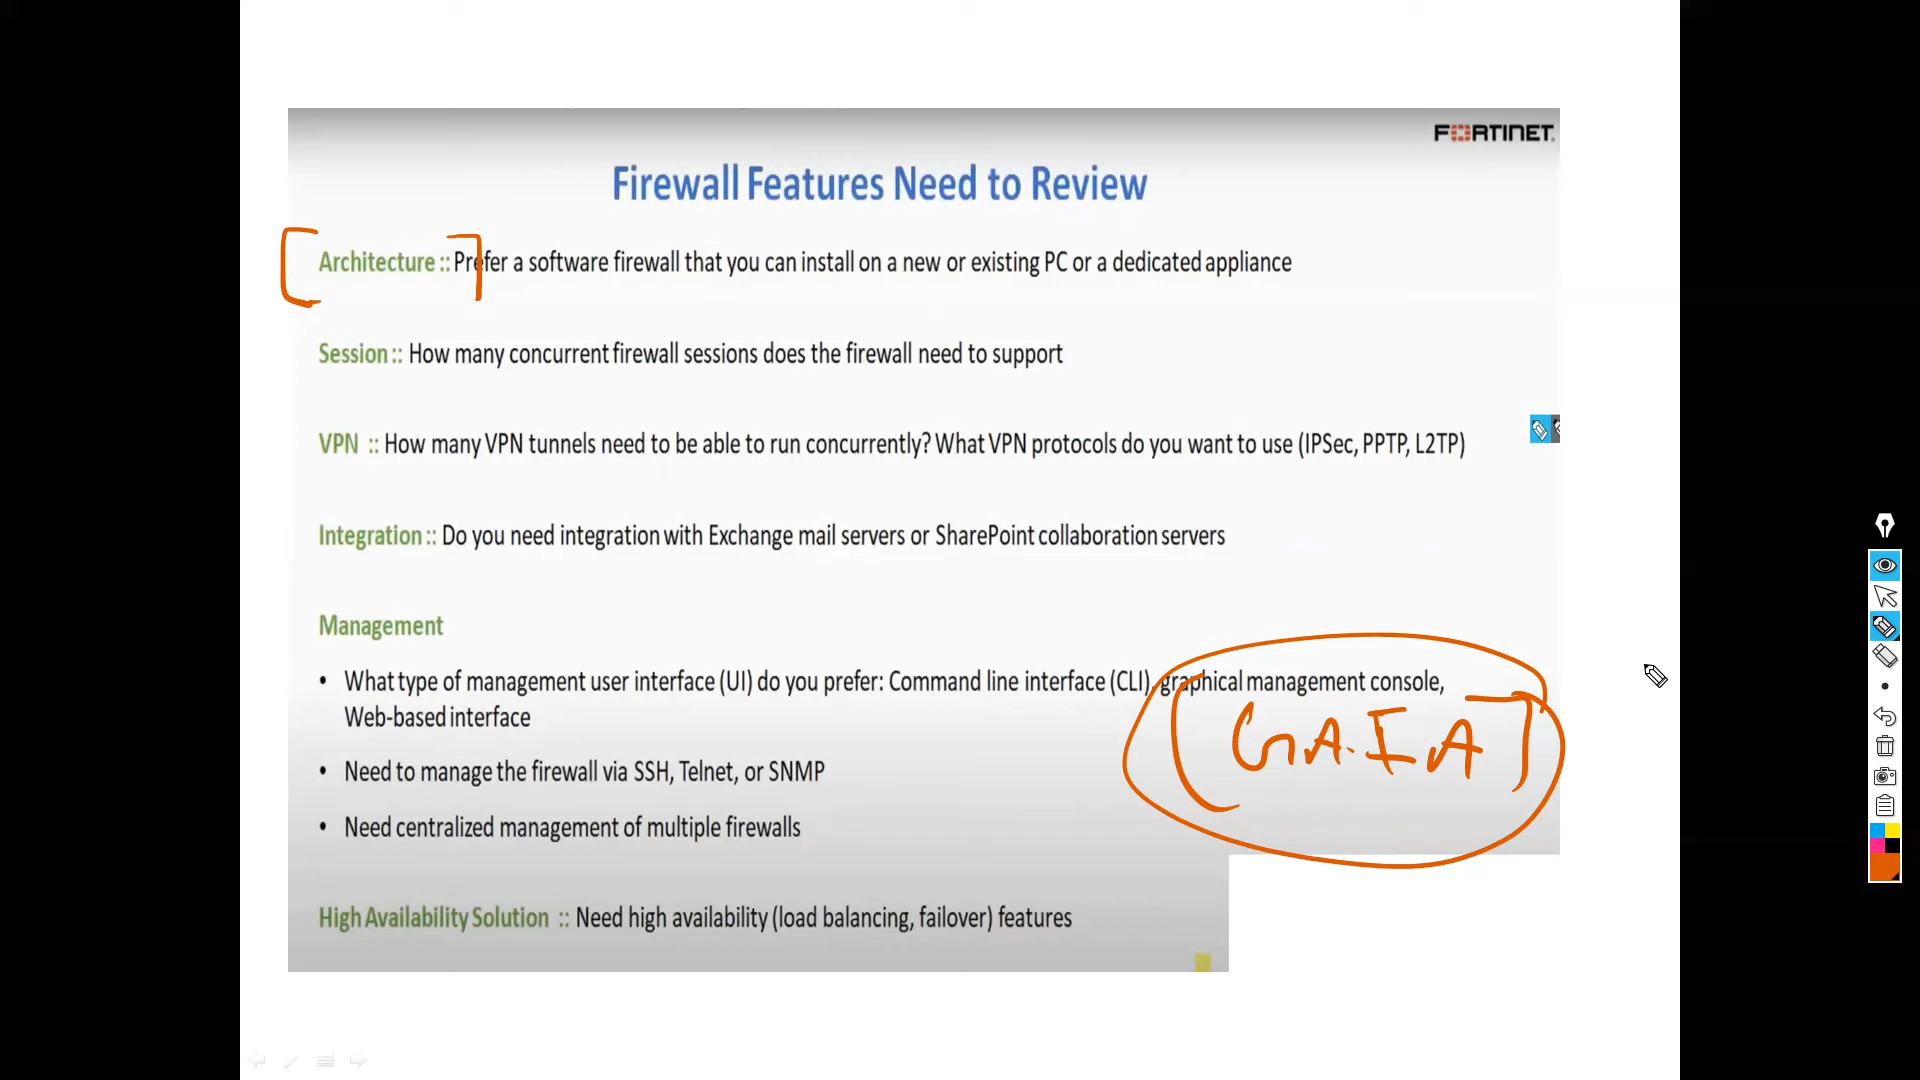 FORTINET
Firewall Features Need to Review
Architecture :: Prefer a software firewall that you can install on a new or existing PC or a dedicated appliance
Session :: How many concurrent firewall sessions does the firewall need to support
VPN :: How many VPN tunnels need to be able to run concurrently? What VPN protocols do you want to use (IPSec, PPTP, L2TP)
Integration :: Do you need integration with Exchange mail servers or SharePoint collaboration servers
Management
• What type of management user interface (UI) do you prefer: Command line interface (CLI), graphical management console,
Web-based interface
GAIA
• Need to manage the firewall via SSH, Telnet, or SNMP
• Need centralized management of multiple firewalls
High Availability Solution :: Need high availability (load balancing, failover) features